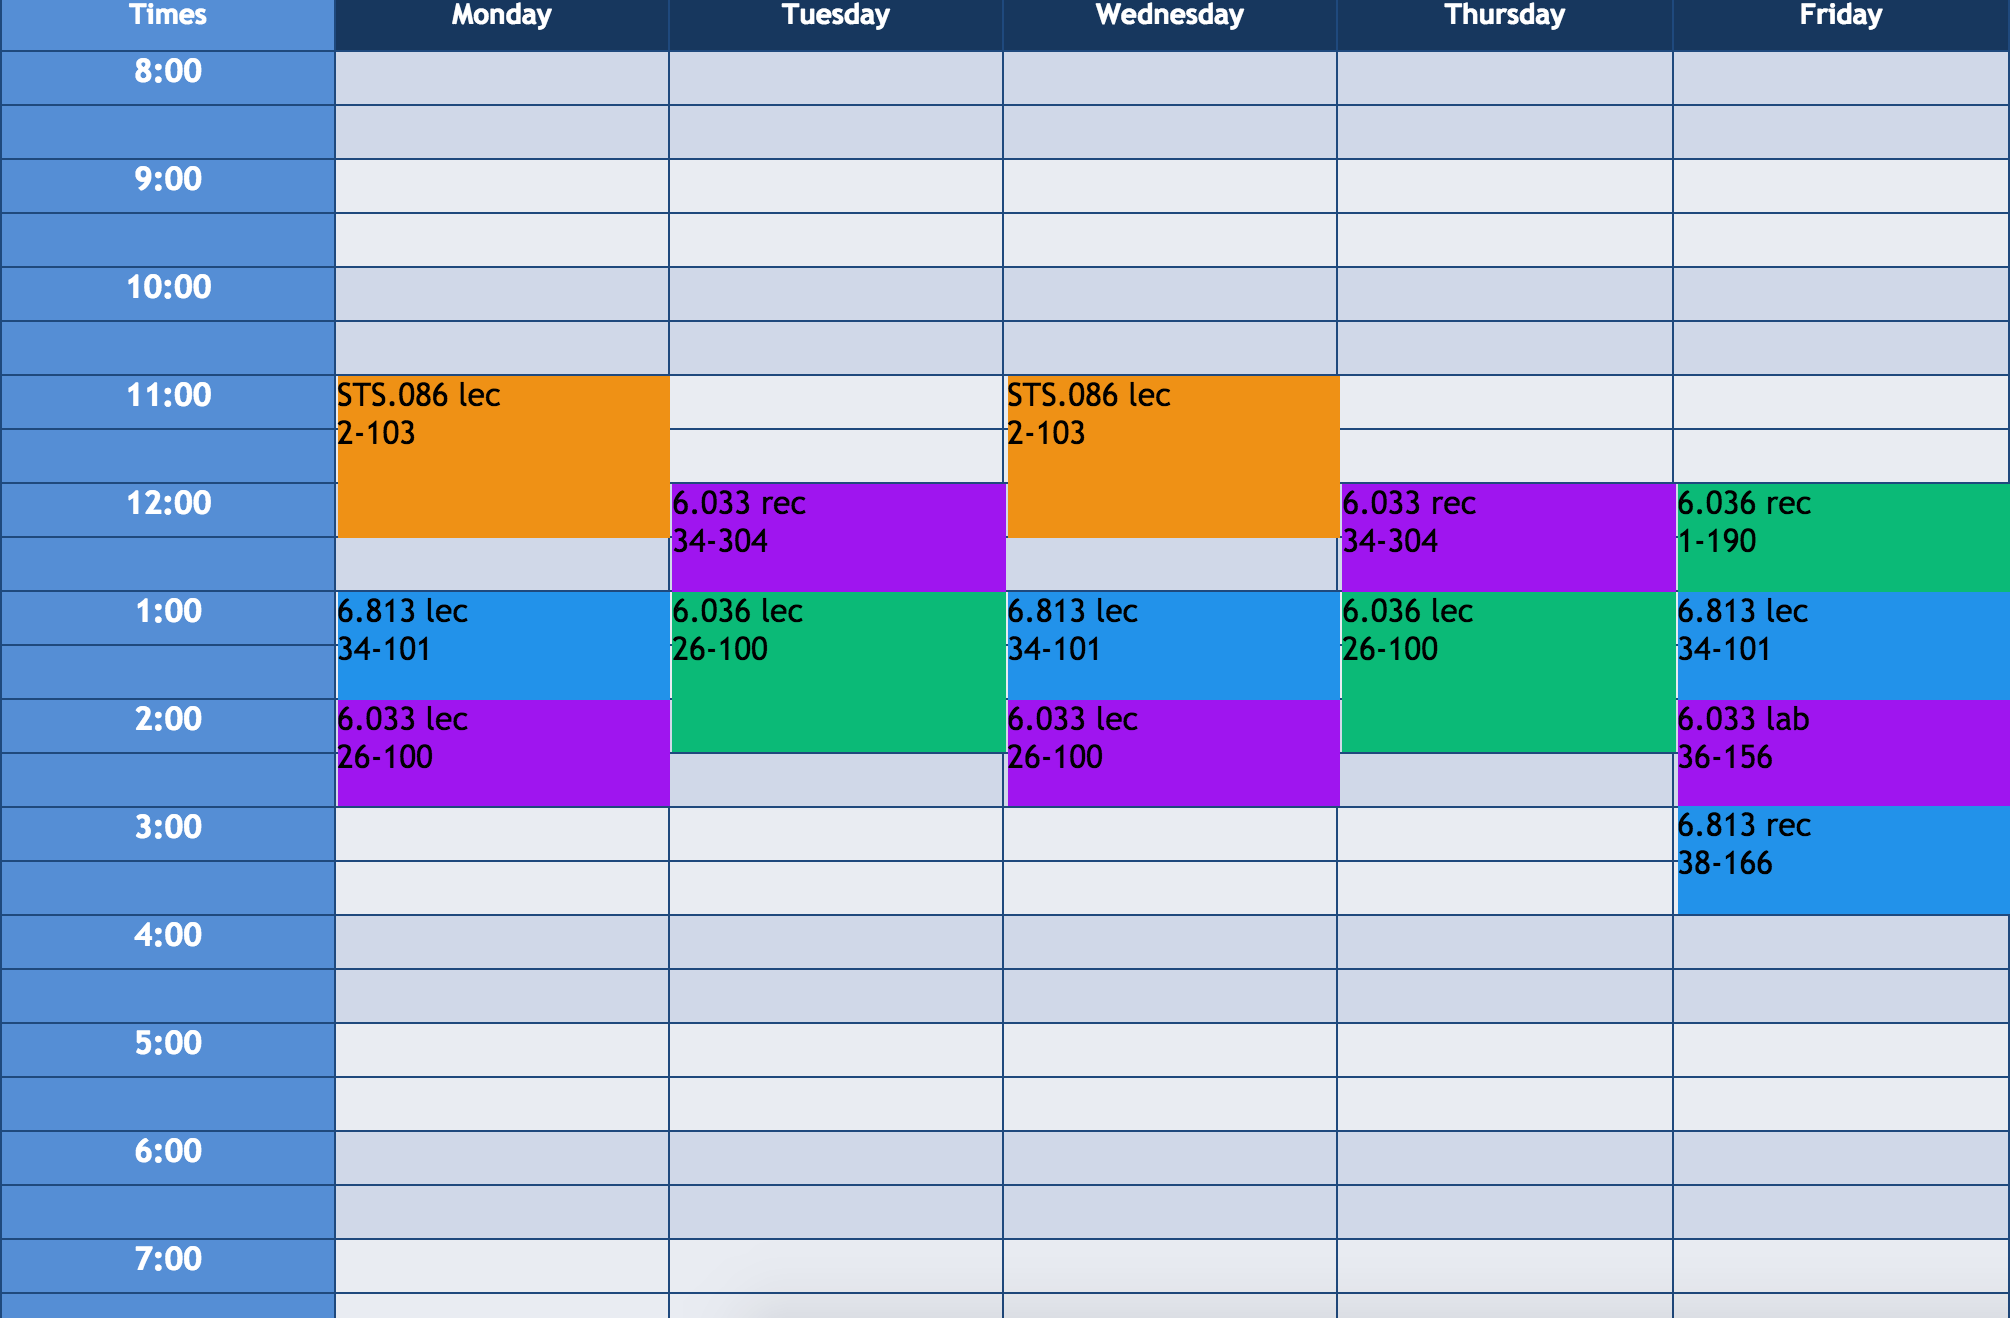 Times Monday Tuesday Wednesday Thursday Friday
8:00
9:00
10:00
11:00
STS.086 lec
2-103
STS.086 lec
2-103
12:00
6.033 rec
34-304
6.033 rec
34-304
6.036 rec
1-190
1:00
6.813 lec
34-101
6.036 lec
26-100
6.813 lec
34-101
6.036 lec
26-100
6.813 lec
34-101
2:00
6.033 lec
26-100
6.033 lec
26-100
6.033 lab
36-156
3:00
6.813 rec
38-166
4:00
5:00
6:00
7:00